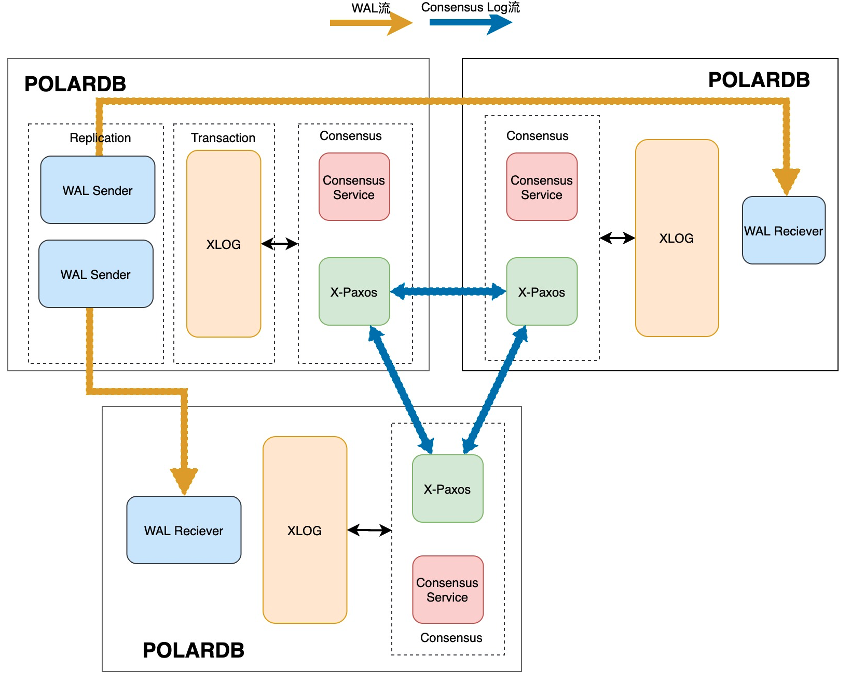 WAL流
Consensus Log流
POLARDB
Replication
WAL Sender
WAL Sender
Transaction
XLOG
Consensus
Consensus
Service
X-Paxos
POLARDB
Consensus
Consensus
Service
X-Paxos
XLOG
WAL Reciever
WAL Reciever
XLOG
X-Paxos
Consensus
Service
Consensus
POLARDB